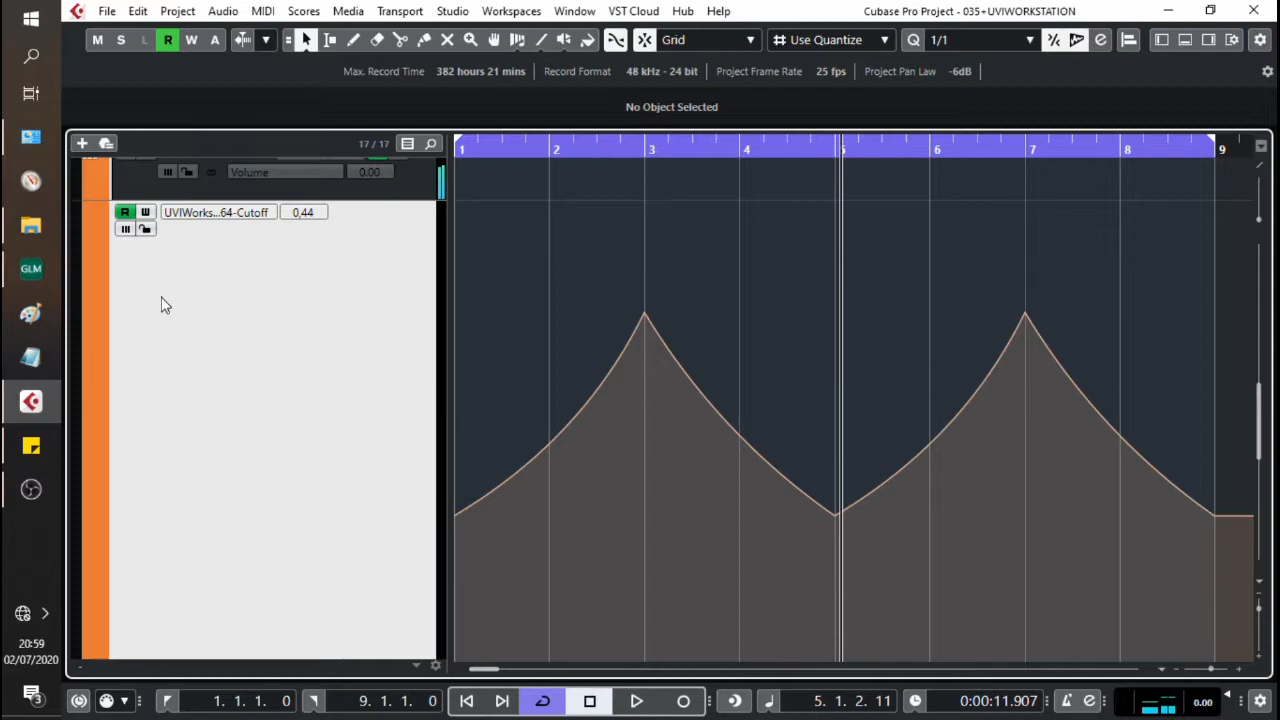 File Edit Project Audio MIDI Scores Media Transport Studio Workspaces Window VST Cloud Hub Help Cubase Pro Project - 035+UVIWORKSTATION
M S L R W A Grid Use Quantize Q 1/1
Max. Record Time 382 hours 21 mins Record Format 48 kHz - 24 bit Project Frame Rate 25 fps Project Pan Law -6dB
No Object Selected
17 / 17
1 2 3 4 5 6 7 8 9
Volume 0.00
R W UVIWorks...64-Cutoff 0,44
GLM
20:59
02/07/2020
3
1. 1. 1. 0 9. 1. 1. 0 5. 1. 2. 11 0:00:11.907 0.00